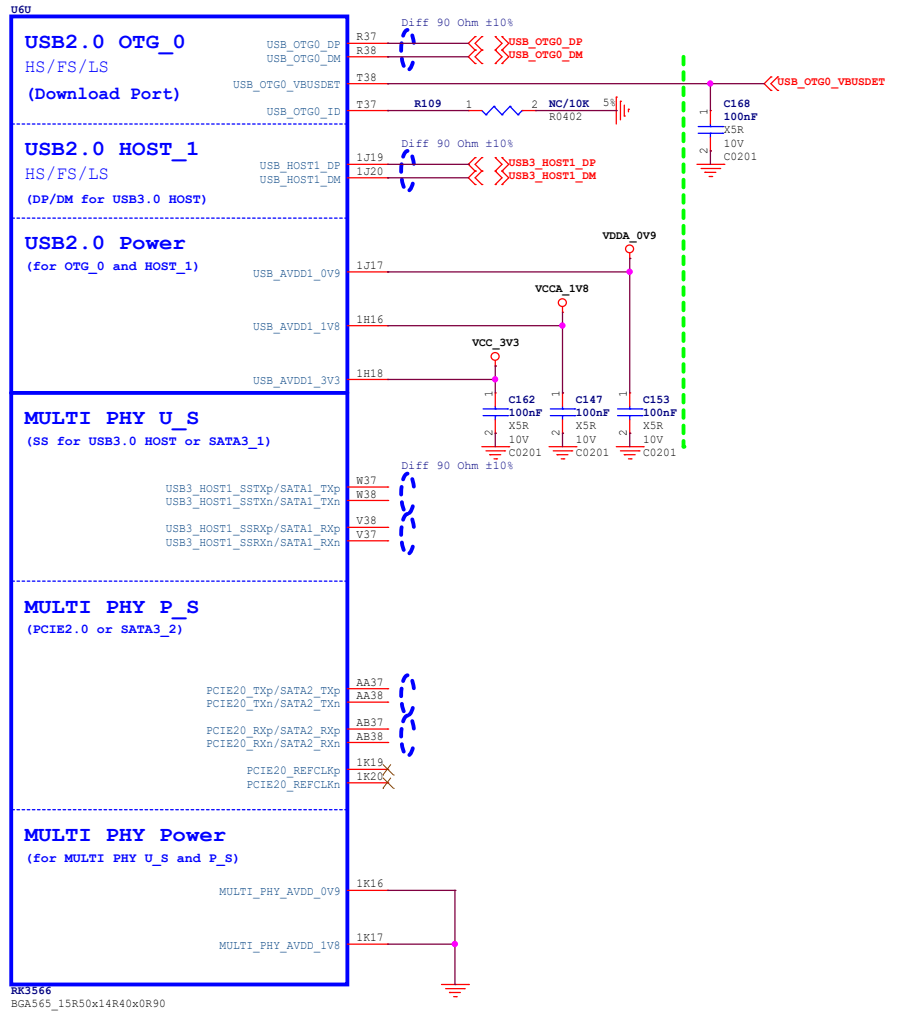 U6U
USB2.0 OTG_0
HS/FS/LS
(Download Port)
USB_OTG0_DP
USB_OTG0_DM
USB_OTG0_VBUSDET
USB_OTG0_ID
R37
R38
T38
T37
Diff 90 Ohm ±10%
USB_OTG0_DP
USB_OTG0_DM
USB_OTG0_VBUSDET
R109
1
2
NC/10K
5%
R0402
1
2
C168
100nF
X5R
10V
C0201
USB2.0 HOST_1
HS/FS/LS
(DP/DM for USB3.0 HOST)
USB_HOST1_DP
USB_HOST1_DM
1J19
1J20
Diff 90 Ohm ±10%
USB3_HOST1_DP
USB3_HOST1_DM
USB2.0 Power
(for OTG_0 and HOST_1)
USB_AVDD1_0V9
1J17
VDDA_0V9
USB_AVDD1_1V8
1H16
VCCA_1V8
USB_AVDD1_3V3
1H18
VCC_3V3
1
2
C162
100nF
X5R
10V
C0201
1
2
C147
100nF
X5R
10V
C0201
1
2
C153
100nF
X5R
10V
C0201
MULTI PHY U_S
(SS for USB3.0 HOST or SATA3_1)
Diff 90 Ohm ±10%
USB3_HOST1_SSTXp/SATA1_TXp
USB3_HOST1_SSTXn/SATA1_TXn
W37
W38
USB3_HOST1_SSRXp/SATA1_RXp
USB3_HOST1_SSRXn/SATA1_RXn
V38
V37
MULTI PHY P_S
(PCIE2.0 or SATA3_2)
PCIE20_TXp/SATA2_TXp
PCIE20_TXn/SATA2_TXn
AA37
AA38
PCIE20_RXp/SATA2_RXp
PCIE20_RXn/SATA2_RXn
AB37
AB38
PCIE20_REFCLKp
PCIE20_REFCLKn
1K19
1K20
MULTI PHY Power
(for MULTI PHY U_S and P_S)
MULTI_PHY_AVDD_0V9
1K16
MULTI_PHY_AVDD_1V8
1K17
RK3566
BGA565_15R50x14R40x0R90